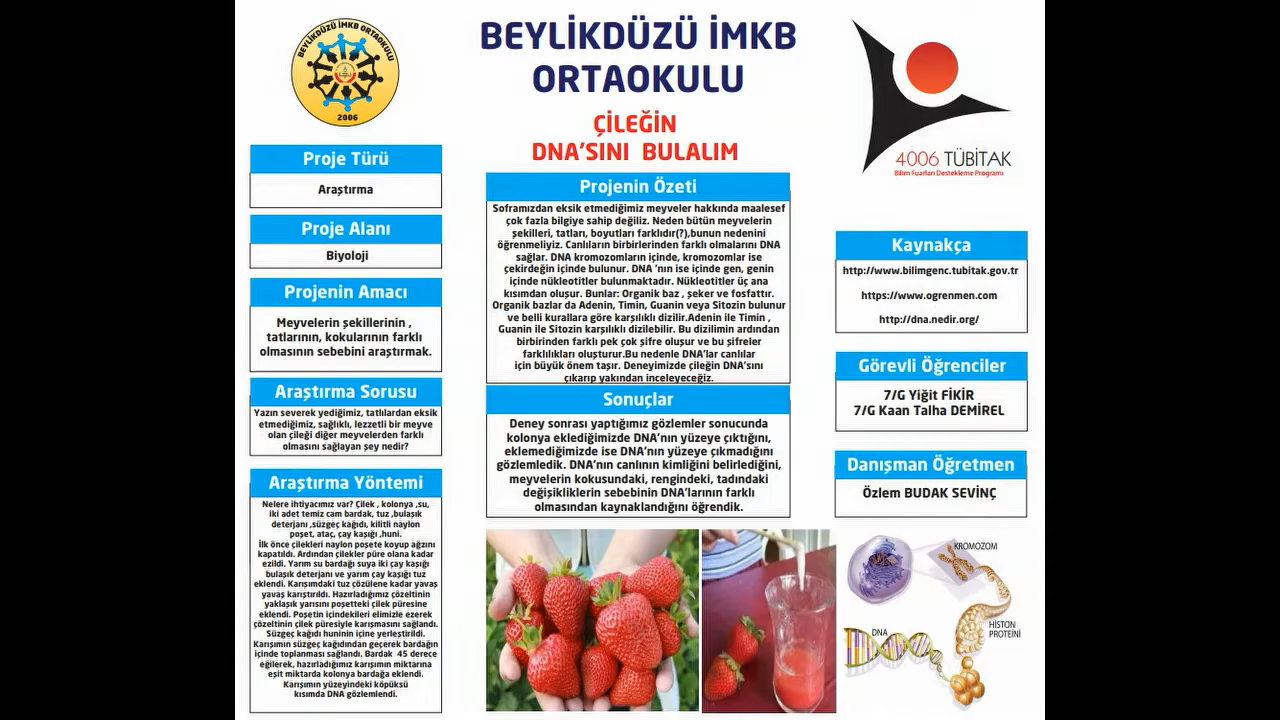 BEYLİKDÜZÜ İMKB ORTAOKULU
2006
BEYLİKDÜZÜ İMKB
ORTAOKULU
ÇİLEĞİN
DNA'SINI BULALIM
4006 TÜBİTAK
Bilim Fuarları Destekleme Programı
Proje Türü
Araştırma
Proje Alanı
Biyoloji
Projenin Amacı
Meyvelerin şekillerinin ,
tatlarının, kokularının farklı
olmasının sebebini araştırmak.
Araştırma Sorusu
Yazın severek yediğimiz, tatlılardan eksik
etmediğimiz, sağlıklı, lezzetli bir meyve
olan çileği diğer meyvelerden farklı
olmasını sağlayan şey nedir?
Araştırma Yöntemi
Nelere ihtiyacımız var? Çilek , kolonya ,su,
iki adet temiz cam bardak, tuz ,bulaşık
deterjanı ,süzgeç kağıdı, kilitli naylon
poşet, ataç, çay kaşığı ,huni.
İlk önce çilekleri naylon poşete koyup ağzını
kapatıldı. Ardından çilekler püre olana kadar
ezildi. Yarım su bardağı suya iki çay kaşığı
bulaşık deterjanı ve yarım çay kaşığı tuz
eklendi. Karışımdaki tuz çözülene kadar yavaş
yavaş karıştırıldı. Hazırladığımız çözeltinin
yaklaşık yarısını poşetteki çilek püresine
eklendi. Poşetin içindekileri elimizle ezerek
çözeltinin çilek püresiyle karışmasını sağlandı.
Süzgeç kağıdı huninin içine yerleştirildi.
Karışımın süzgeç kağıdından geçerek bardağın
içinde toplanması sağlandı. Bardak 45 derece
eğilerek, hazırladığımız karışımın miktarına
eşit miktarda kolonya bardağa eklendi.
Karışımın yüzeyindeki köpüksü
kısımda DNA gözlemlendi.
Projenin Özeti
Soframızdan eksik etmediğimiz meyveler hakkında maalesef
çok fazla bilgiye sahip değiliz. Neden bütün meyvelerin
şekilleri, tatları, boyutları farklıdır(?),bunun nedenini
öğrenmeliyiz. Canlıların birbirlerinden farklı olmalarını DNA
sağlar. DNA kromozomların içinde, kromozomlar ise
çekirdeğin içinde bulunur. DNA 'nın ise içinde gen, genin
içinde nükleotitler bulunmaktadır. Nükleotitler üç ana
kısımdan oluşur. Bunlar: Organik baz , şeker ve fosfattır.
Organik bazlar da Adenin, Timin, Guanin veya Sitozin bulunur
ve belli kurallara göre karşılıklı dizilir.Adenin ile Timin ,
Guanin ile Sitozin karşılıklı dizilebilir. Bu dizilimin ardından
birbirinden farklı pek çok şifre oluşur ve bu şifreler
farklılıkları oluşturur.Bu nedenle DNA'lar canlılar
için büyük önem taşır. Deneyimizde çileğin DNA'sını
çıkarıp yakından inceleyeceğiz.
Sonuçlar
Deney sonrası yaptığımız gözlemler sonucunda
kolonya eklediğimizde DNA'nın yüzeye çıktığını,
eklemediğimizde ise DNA'nın yüzeye çıkmadığını
gözlemledik. DNA'nın canlının kimliğini belirlediğini,
meyvelerin kokusundaki, rengindeki, tadındaki
değişikliklerin sebebinin DNA'larının farklı
olmasından kaynaklandığını öğrendik.
Kaynakça
http://www.bilimgenc.tubitak.gov.tr
https://www.ogrenmen.com
http://dna.nedir.org/
Görevli Öğrenciler
7/G Yiğit FİKİR
7/G Kaan Talha DEMİREL
Danışman Öğretmen
Özlem BUDAK SEVİNÇ
KROMOZOM
DNA
HİSTON
PROTEİNİ